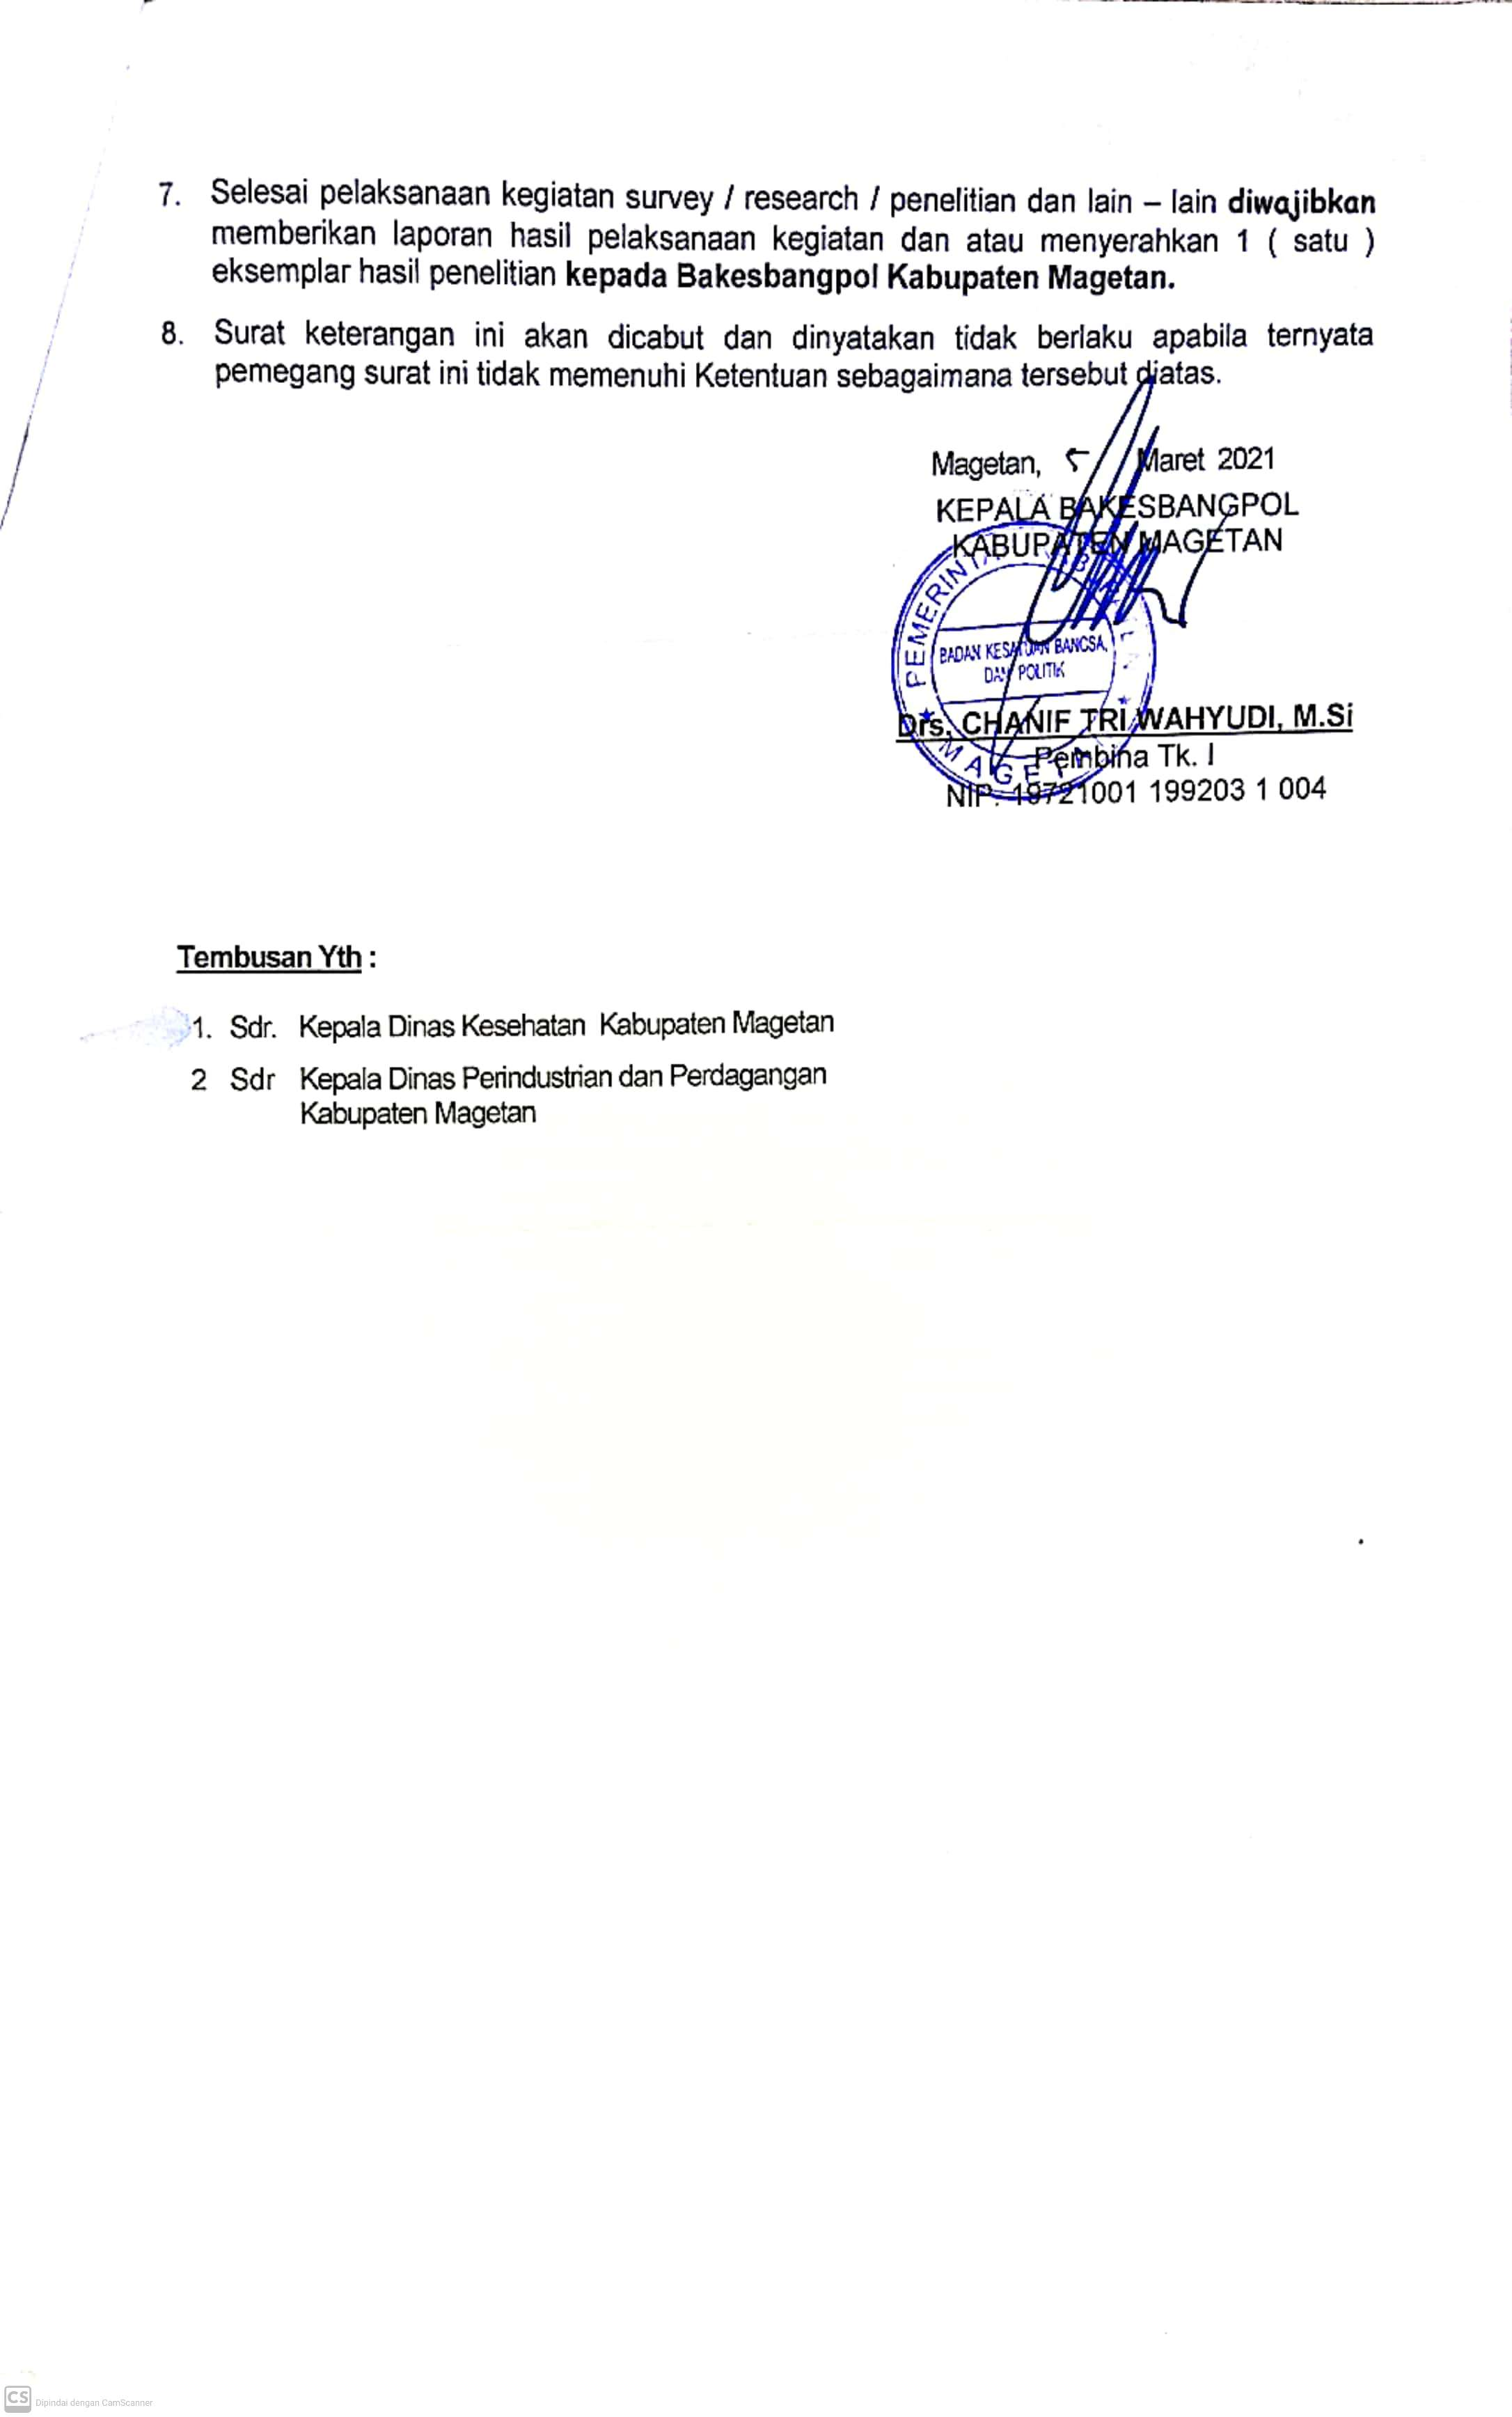 7. Selesai pelaksanaan kegiatan survey / research / penelitian dan lain – lain diwajibkan
memberikan laporan hasil pelaksanaan kegiatan dan atau menyerahkan 1 ( satu )
eksemplar hasil penelitian kepada Bakesbangpol Kabupaten Magetan.
8. Surat keterangan ini akan dicabut dan dinyatakan tidak berlaku apabila ternyata
pemegang surat ini tidak memenuhi Ketentuan sebagaimana tersebut diatas.
Magetan, 5 Maret 2021
KEPALA BAKESBANGPOL
KABUPATEN MAGETAN
BADAN KESATUAN BANGSA
DAN POLITIK
Drs. CHANIF TRI WAHYUDI, M.Si
Pembina Tk. I
NIP. 19721001 199203 1 004
Tembusan Yth :
1. Sdr. Kepala Dinas Kesehatan Kabupaten Magetan
2 Sdr Kepala Dinas Perindustrian dan Perdagangan
Kabupaten Magetan
CS Dipindai dengan CamScanner